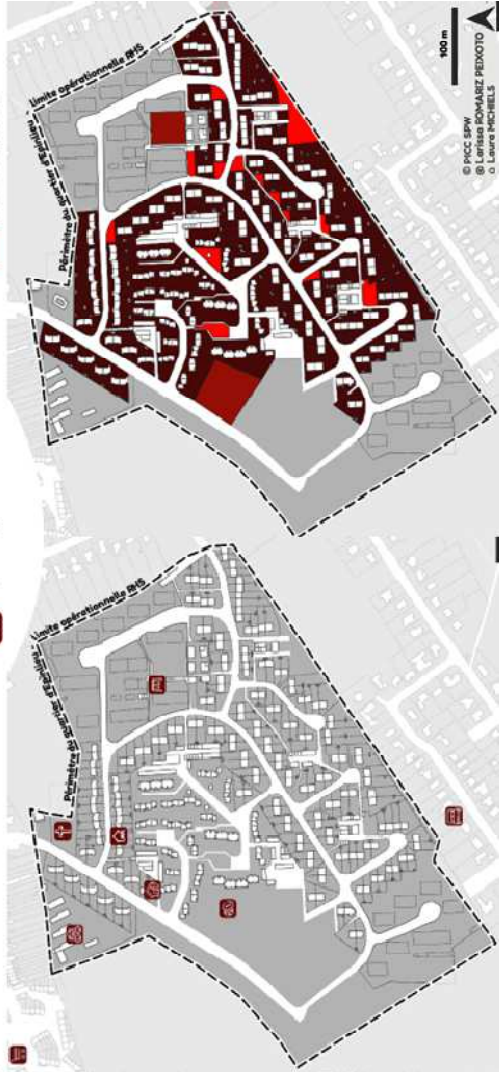 Périmètre du quartier d'Epinlieu
Limite opérationnelle RHS
100 m
© PICC SPW
@ Larissa ROMARIZ PEIXOTO
Laure MICHIELS
Périmètre du quartier d'Epinlieu
Limite opérationnelle RHS